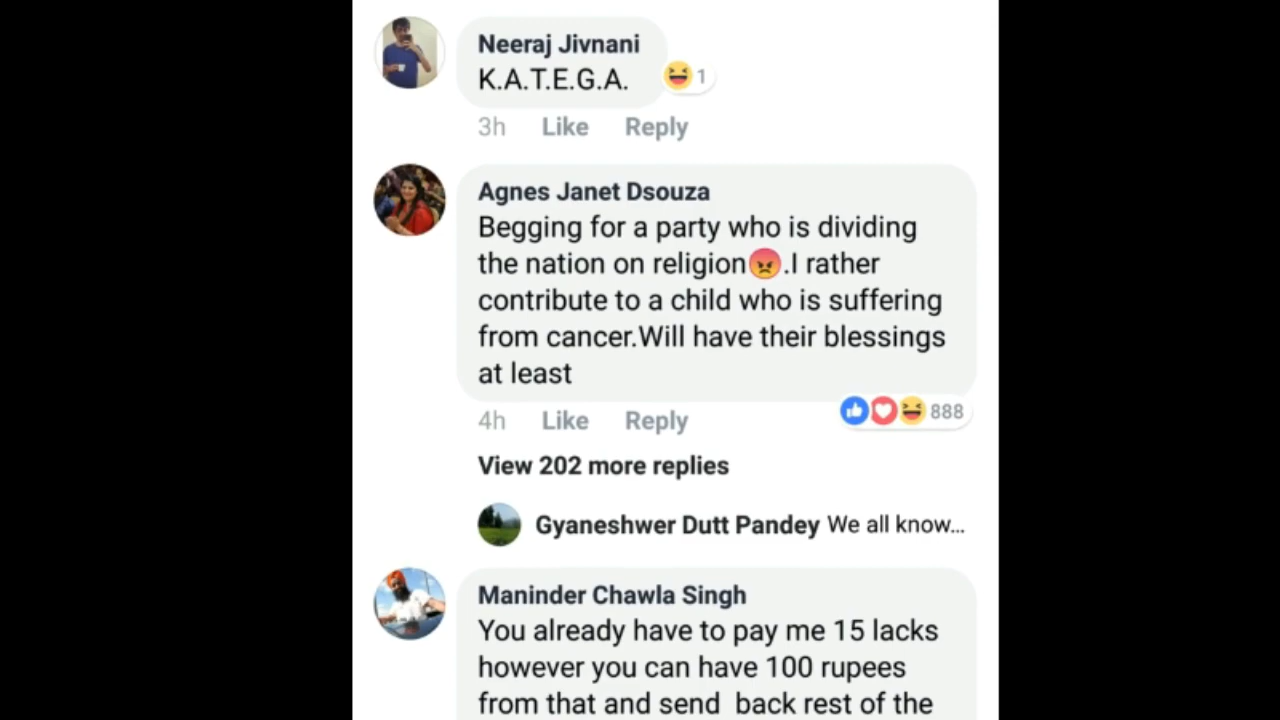 Neeraj Jivnani
K.A.T.E.G.A.
1
3h Like Reply
Agnes Janet Dsouza
Begging for a party who is dividing
the nation on religion😡.I rather
contribute to a child who is suffering
from cancer.Will have their blessings
at least
888
4h Like Reply
View 202 more replies
Gyaneshwer Dutt Pandey We all know...
Maninder Chawla Singh
You already have to pay me 15 lacks
however you can have 100 rupees
from that and send back rest of the